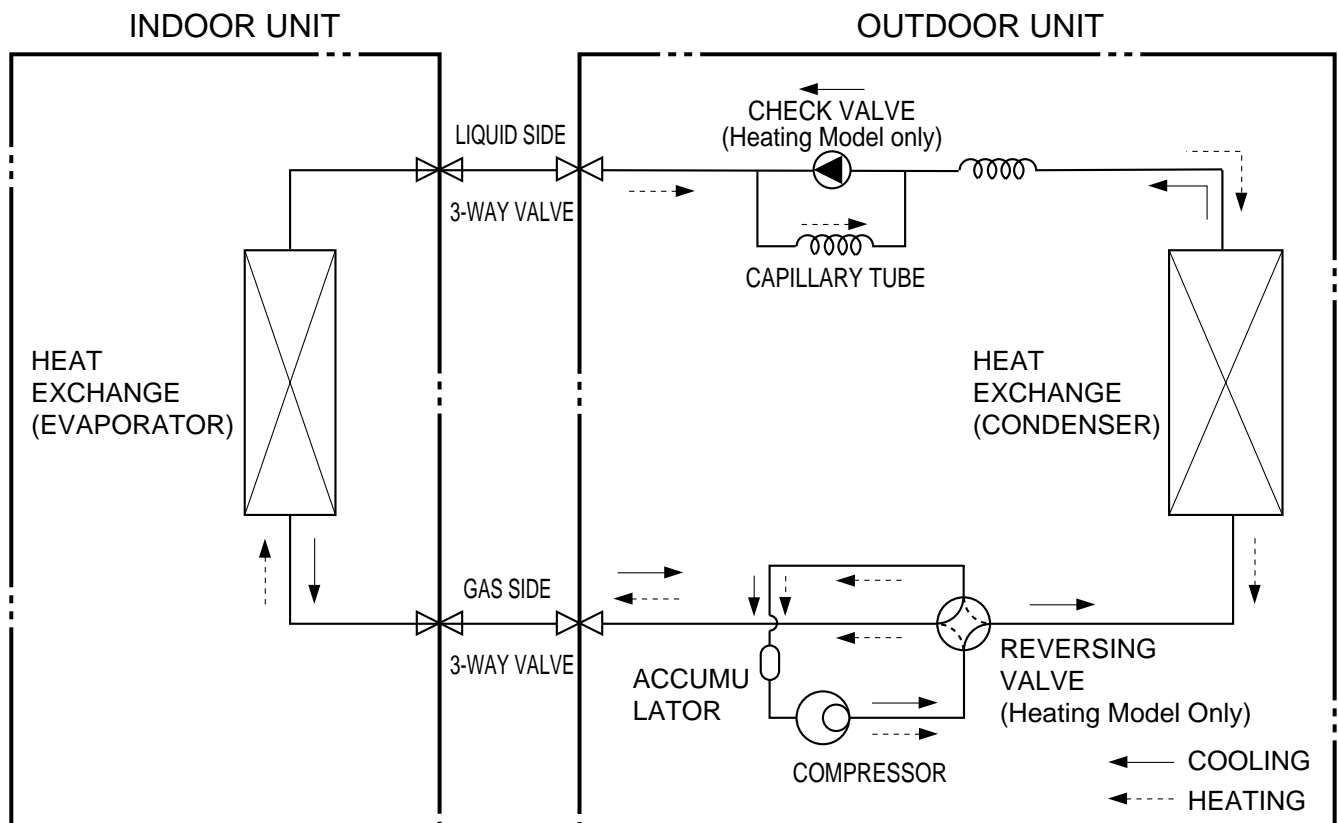 INDOOR UNIT
OUTDOOR UNIT
CHECK VALVE
(Heating Model only)
LIQUID SIDE
3-WAY VALVE
CAPILLARY TUBE
HEAT
EXCHANGE
(EVAPORATOR)
HEAT
EXCHANGE
(CONDENSER)
GAS SIDE
3-WAY VALVE
ACCUMU
LATOR
REVERSING
VALVE
(Heating Model Only)
COMPRESSOR
COOLING
HEATING